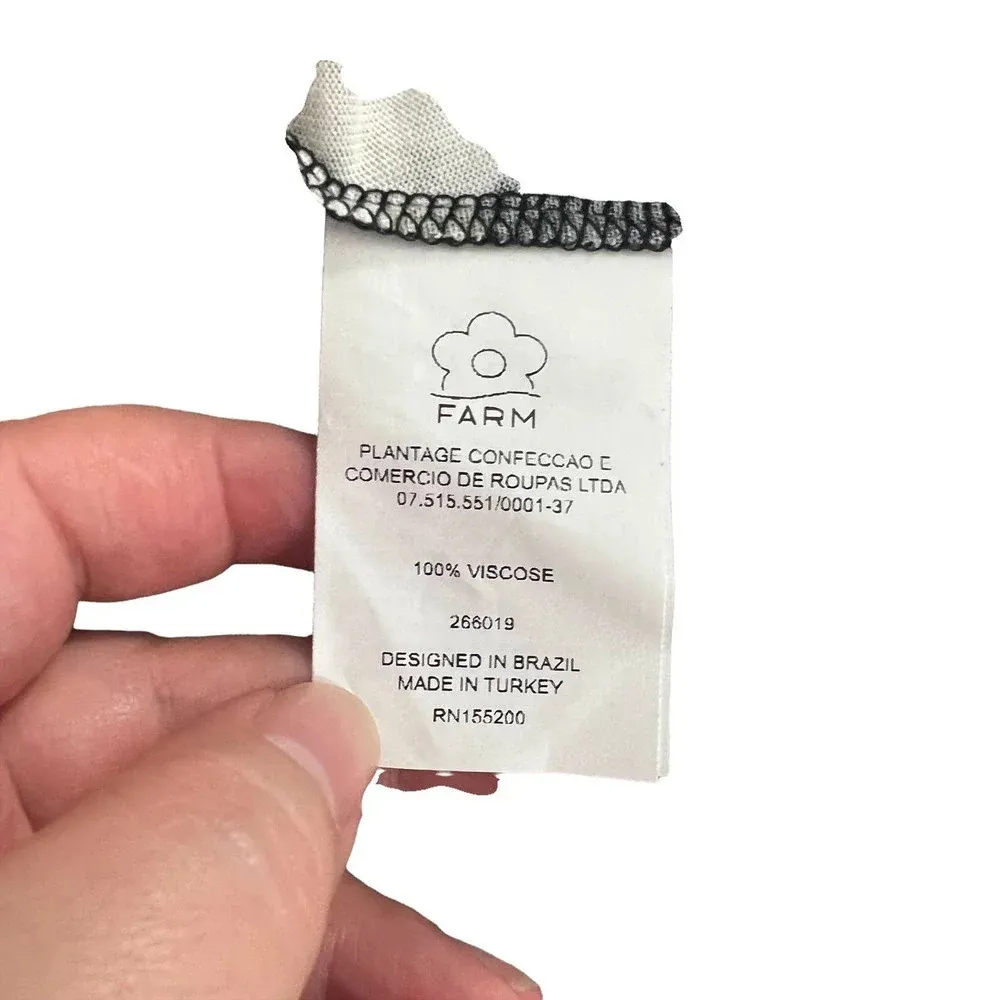 FARM
PLANTAGE CONFECCAO E
COMERCIO DE ROUPAS LTDA
07.515.551/0001-37
100% VISCOSE
266019
DESIGNED IN BRAZIL
MADE IN TURKEY
RN155200